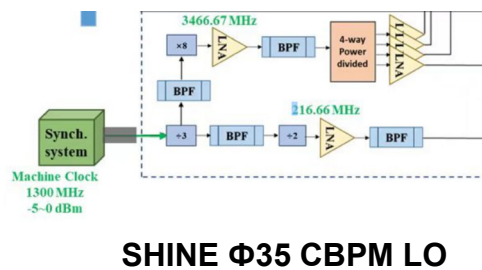 3466.67 MHz
×8
LNA
BPF
4-way
Power
divided
LNA
BPF
216.66 MHz
Synch.
system
÷3
BPF
÷2
LNA
BPF
Machine Clock
1300 MHz
-5~0 dBm
SHINE Φ35 CBPM LO